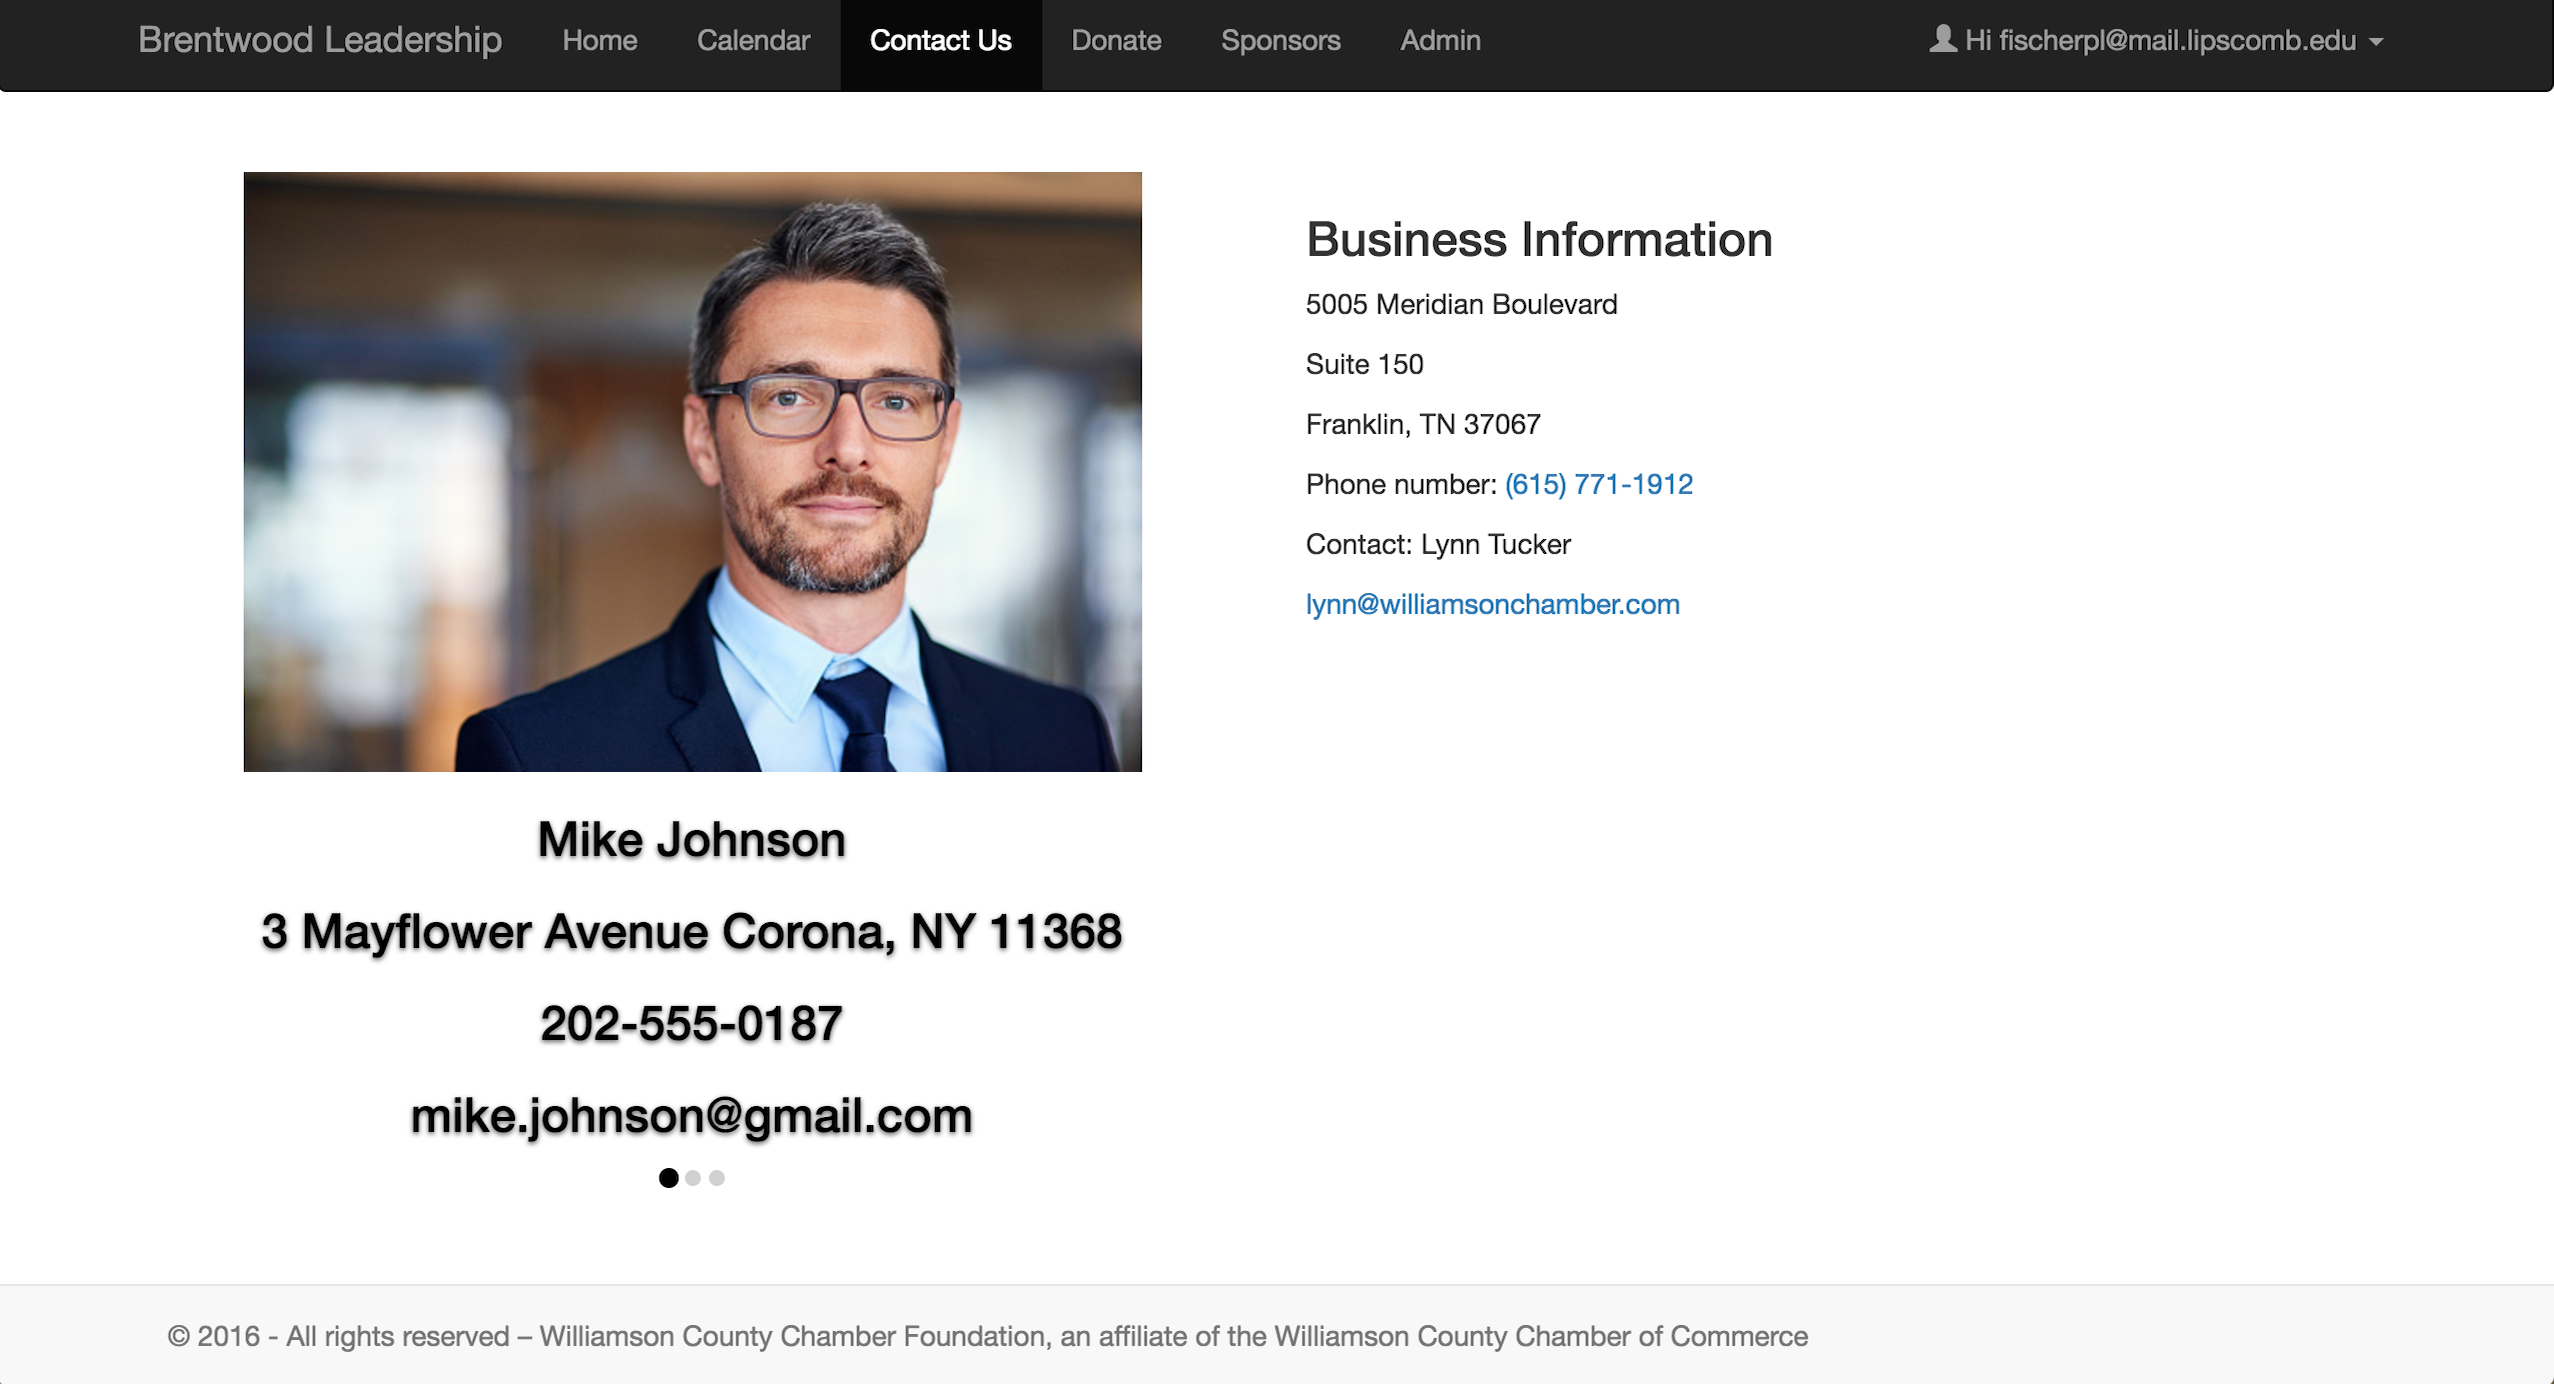 Brentwood Leadership Home Calendar Contact Us Donate Sponsors Admin Hi fischerpl@mail.lipscomb.edu
Business Information
5005 Meridian Boulevard
Suite 150
Franklin, TN 37067
Phone number: (615) 771-1912
Contact: Lynn Tucker
lynn@williamsonchamber.com
Mike Johnson
3 Mayflower Avenue Corona, NY 11368
202-555-0187
mike.johnson@gmail.com
© 2016 - All rights reserved – Williamson County Chamber Foundation, an affiliate of the Williamson County Chamber of Commerce